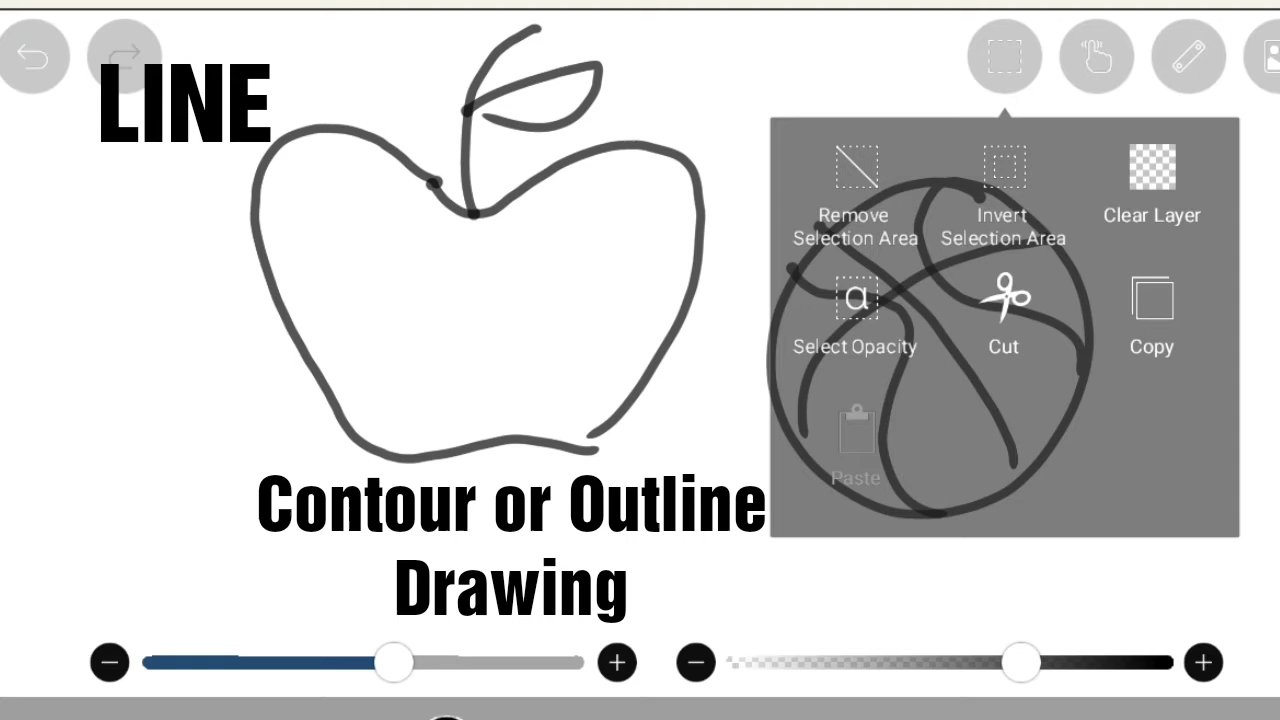 LINE
Remove
Selection Area
Invert
Selection Area
Clear Layer
Select Opacity
Cut
Copy
Paste
Contour or Outline
Drawing